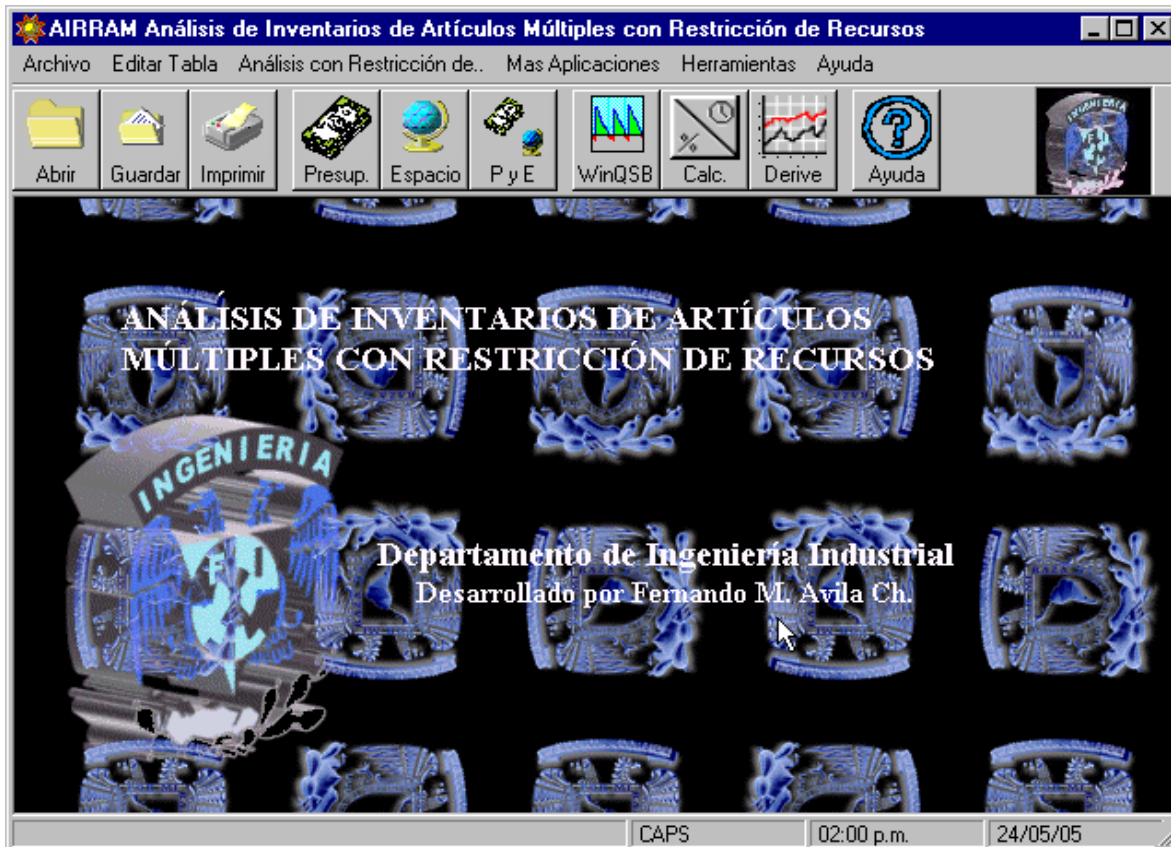 AIRRAM Análisis de Inventarios de Artículos Múltiples con Restricción de Recursos
Archivo Editar Tabla Análisis con Restricción de.. Mas Aplicaciones Herramientas Ayuda
Abrir Guardar Imprimir Presup. Espacio P y E WinQSB Calc. Derive Ayuda
ANÁLÍSIS DE INVENTARIOS DE ARTÍCULOS
MÚLTIPLES CON RESTRICCIÓN DE RECURSOS
INGENIERIA
F I
Departamento de Ingeniería Industrial
Desarrollado por Fernando M. Avila Ch.
CAPS 02:00 p.m. 24/05/05